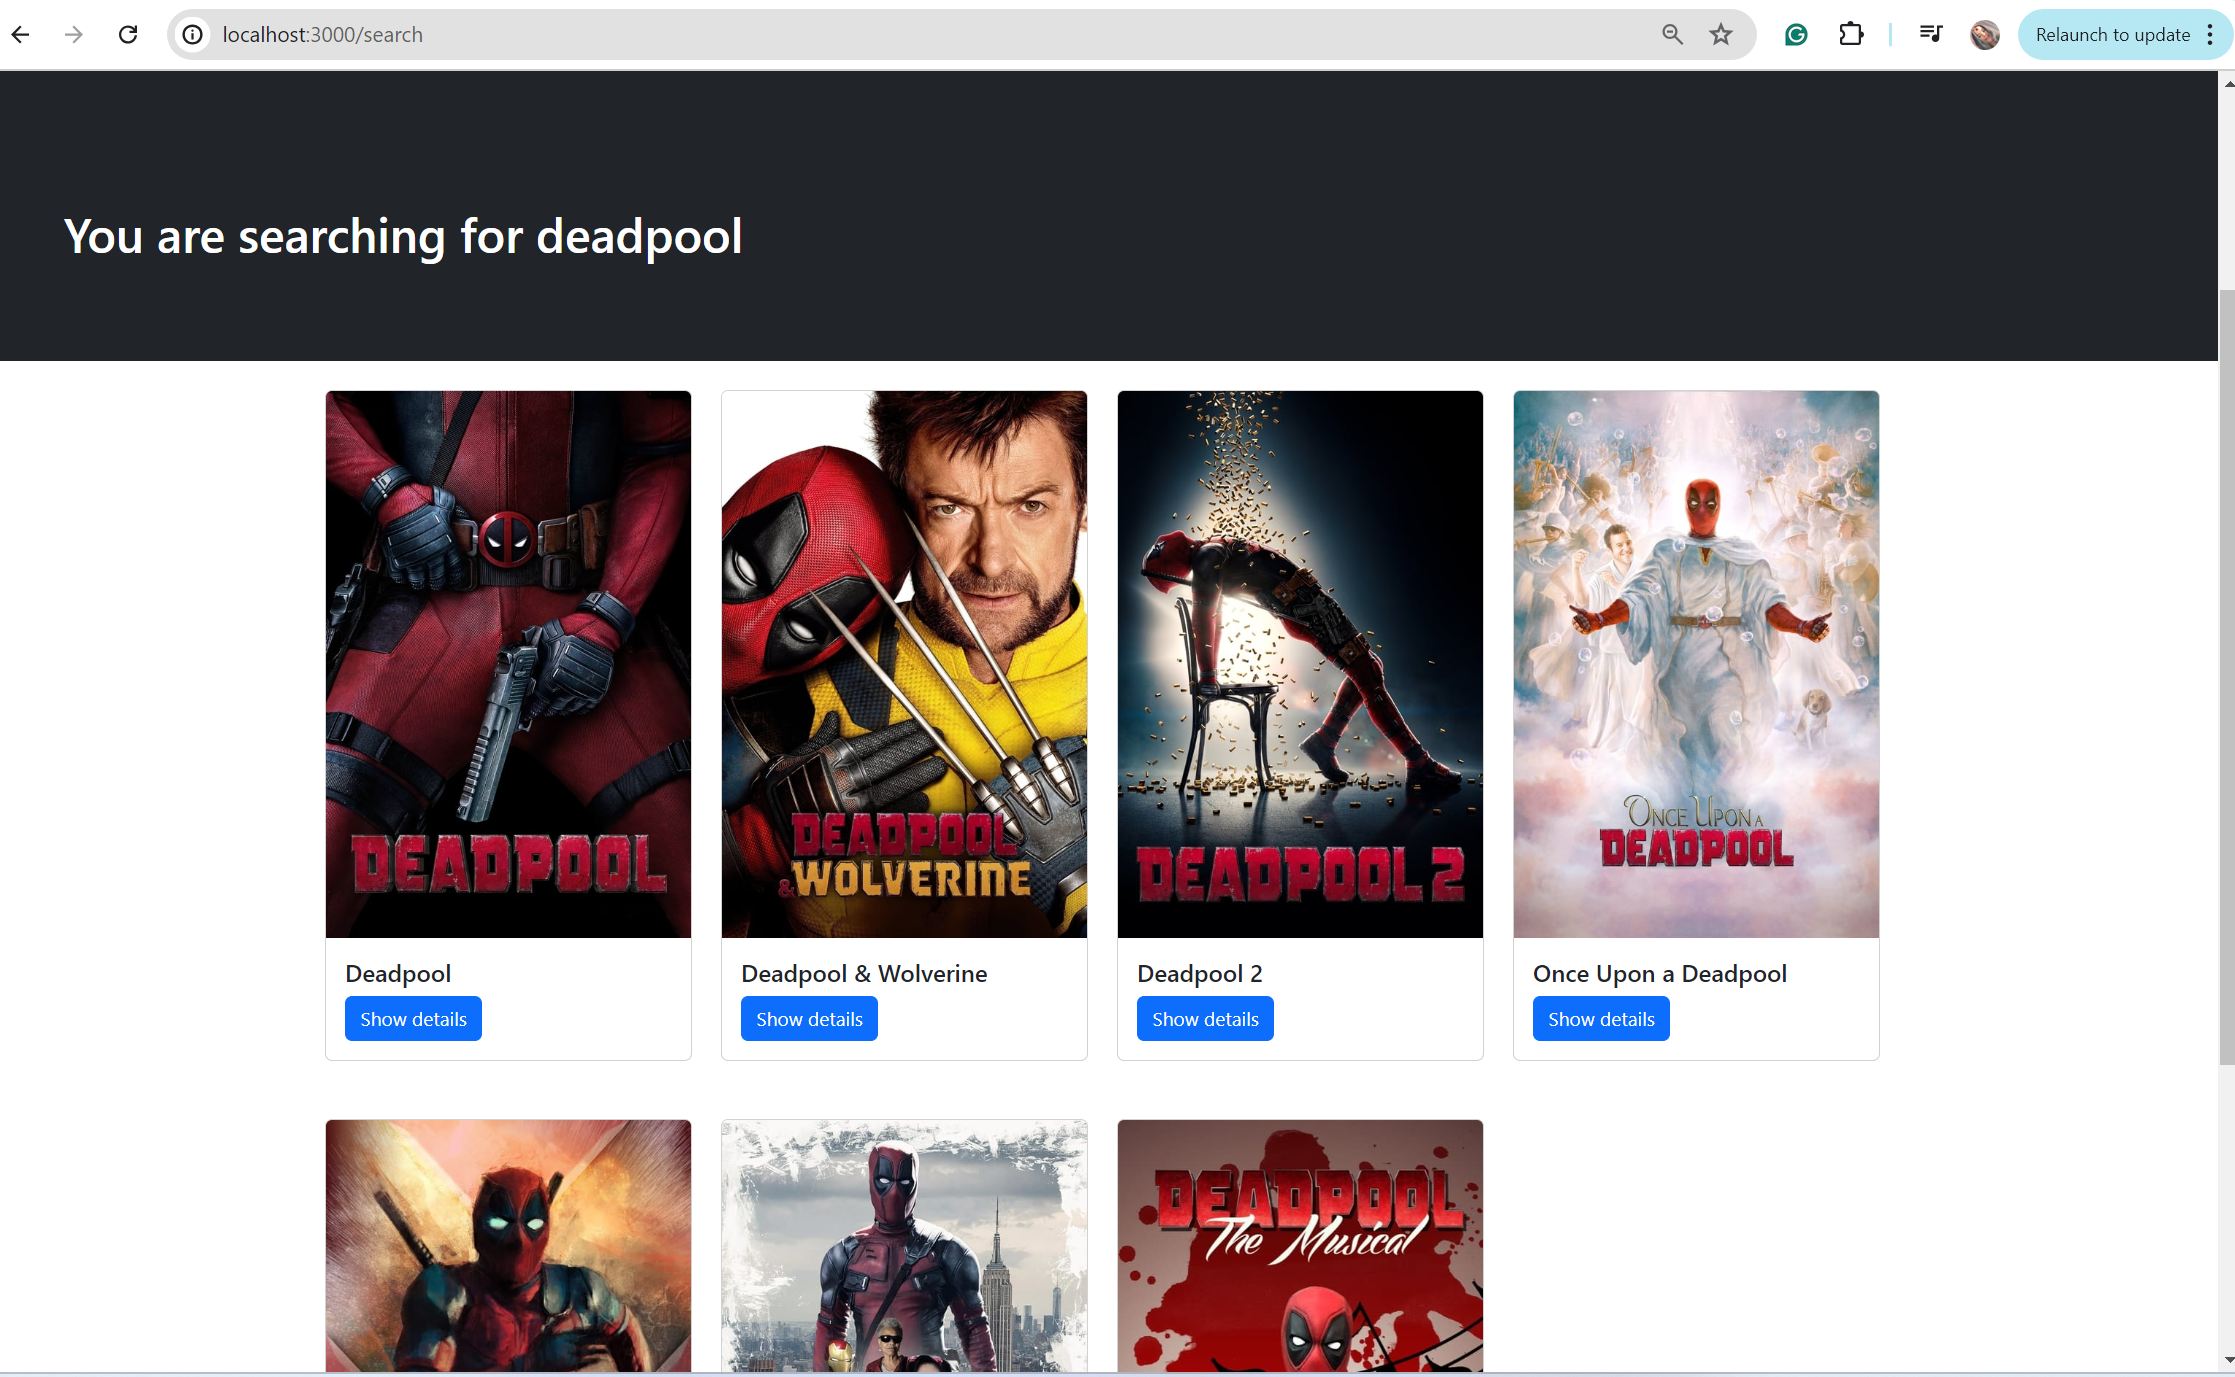 localhost:3000/search
Relaunch to update
You are searching for deadpool
DEADPOOL
DEADPOOL
&WOLVERINE
DEADPOOL 2
ONCE UPON A
DEADPOOL
Deadpool
Deadpool & Wolverine
Deadpool 2
Once Upon a Deadpool
Show details
Show details
Show details
Show details
DEADPOOL
The Musical